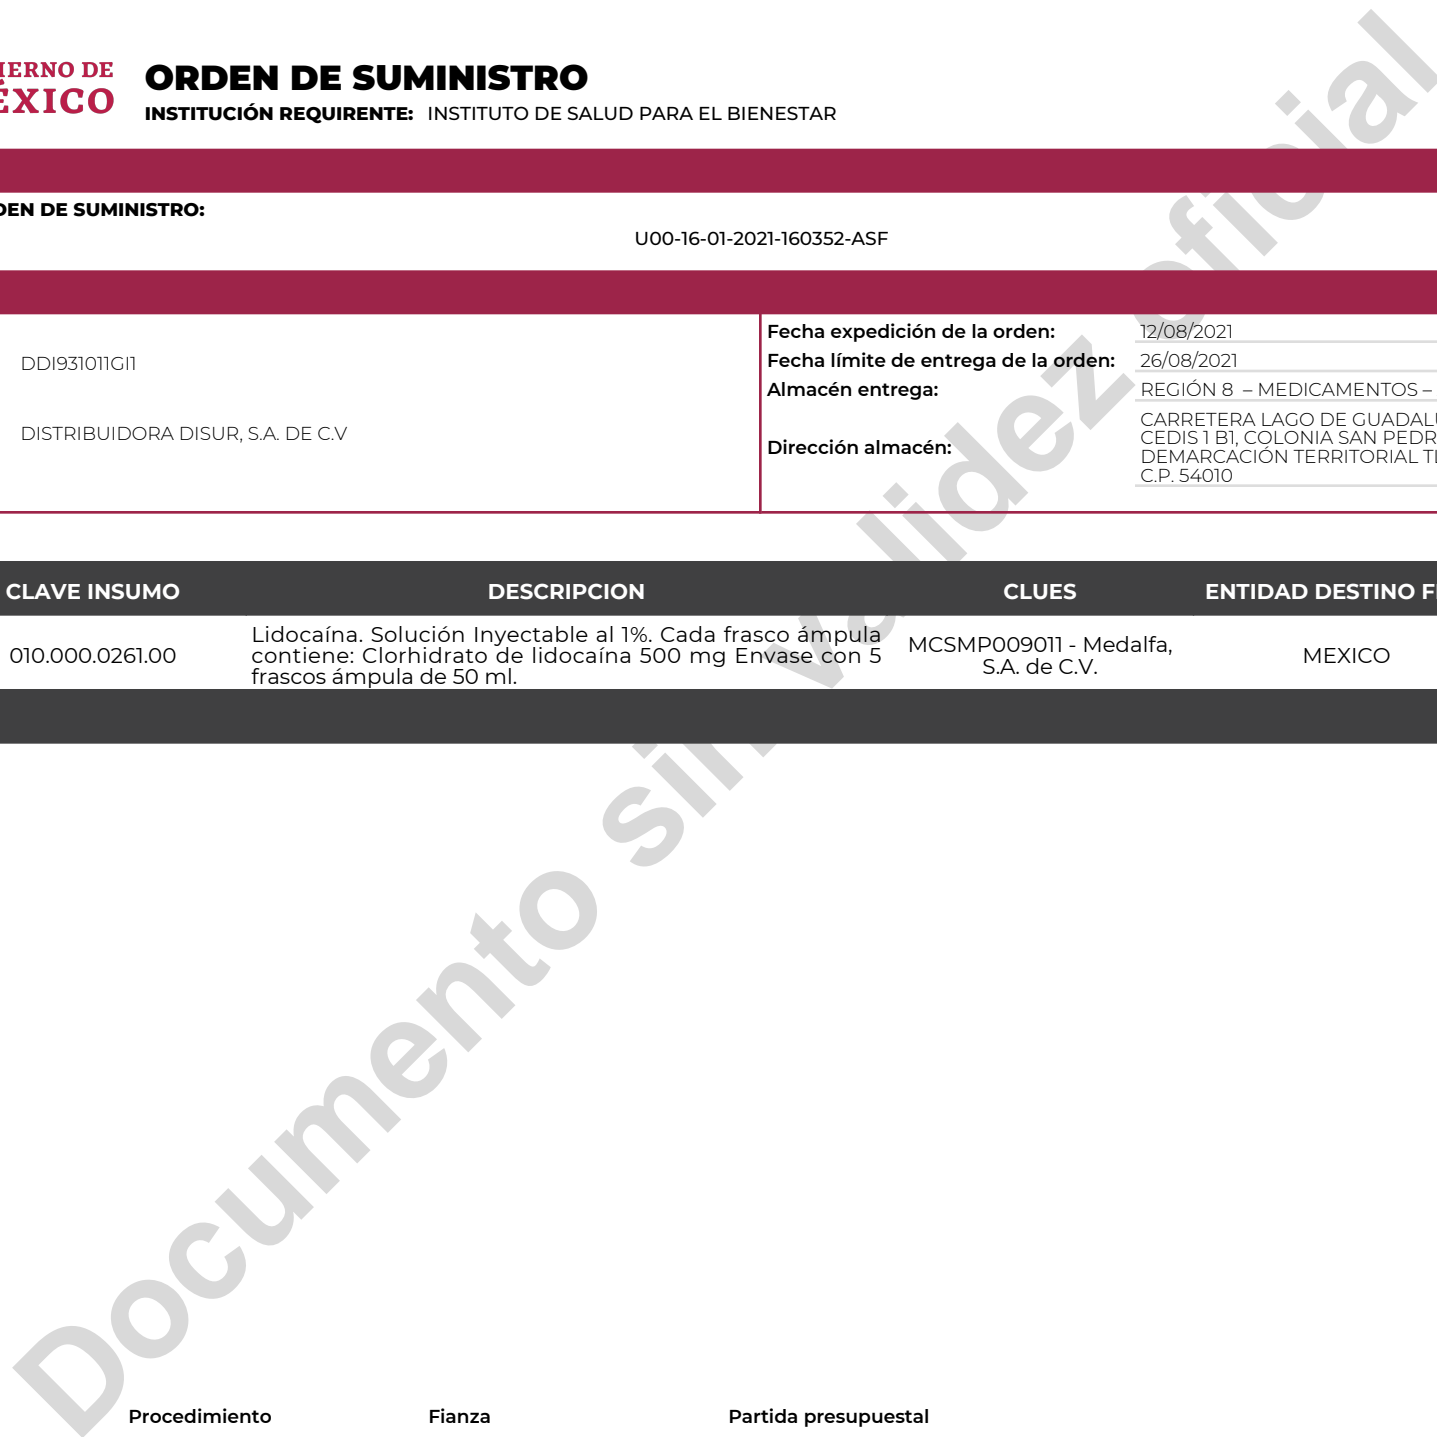 IERNO DE
ÉXICO
ORDEN DE SUMINISTRO
INSTITUCIÓN REQUIRENTE: INSTITUTO DE SALUD PARA EL BIENESTAR
DEN DE SUMINISTRO:
U00-16-01-2021-160352-ASF
DDI931011GI1
DISTRIBUIDORA DISUR, S.A. DE C.V
Fecha expedición de la orden: 12/08/2021
Fecha límite de entrega de la orden: 26/08/2021
Almacén entrega: REGIÓN 8 – MEDICAMENTOS –
Dirección almacén:
CARRETERA LAGO DE GUADALU
CEDIS 1 B1, COLONIA SAN PEDR
DEMARCACIÓN TERRITORIAL
C.P. 54010
CLAVE INSUMO DESCRIPCION CLUES ENTIDAD DESTINO
010.000.0261.00
Lidocaína. Solución Inyectable al 1%. Cada frasco ámpula
contiene: Clorhidrato de lidocaína 500 mg Envase con 5
frascos ámpula de 50 ml.
MCSMP009011 - Medalfa,
S.A. de C.V.
MEXICO
Documento sin validez oficial
Procedimiento Fianza Partida presupuestal